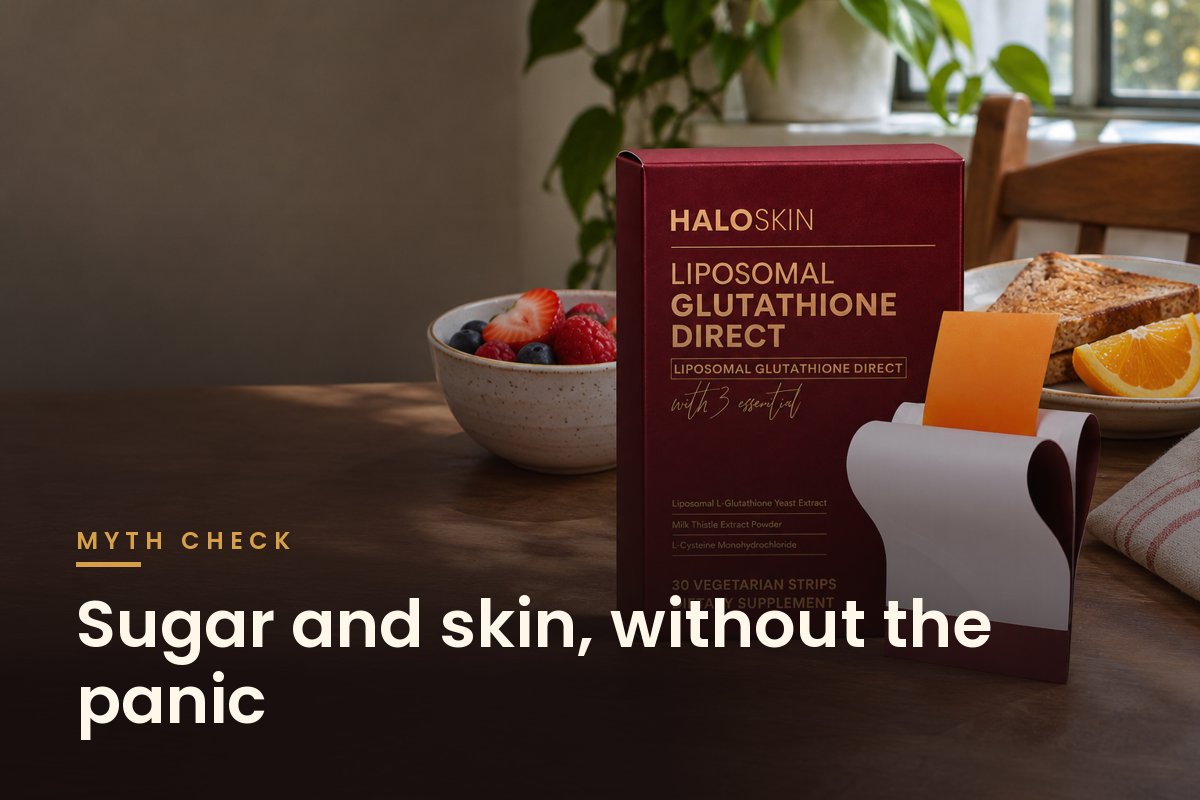 HALOSKIN
LIPOSOMAL
GLUTATHIONE
DIRECT
LIPOSOMAL GLUTATHIONE DIRECT
with 3 essential
Liposomal L-Glutathione Yeast Extract
Milk Thistle Extract Powder
L-Cysteine Monohydrochloride
30 VEGETARIAN STRIPS
DIETARY SUPPLEMENT
MYTH CHECK
Sugar and skin, without the
panic